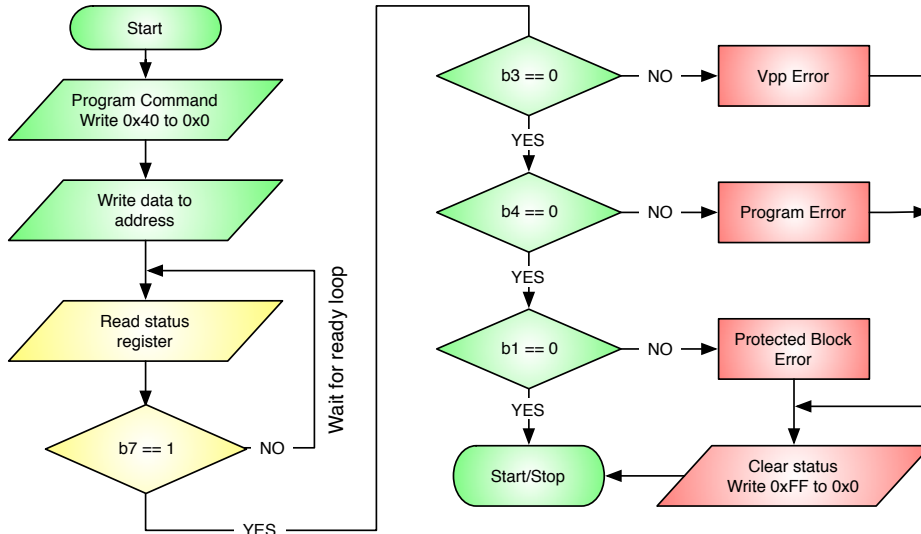 Start
Program Command
Write 0x40 to 0x0
Write data to
address
Read status
register
Wait for ready loop
b7 == 1
NO
YES
b3 == 0
NO
Vpp Error
YES
b4 == 0
NO
Program Error
YES
b1 == 0
NO
Protected Block
Error
YES
Start/Stop
Clear status
Write 0xFF to 0x0